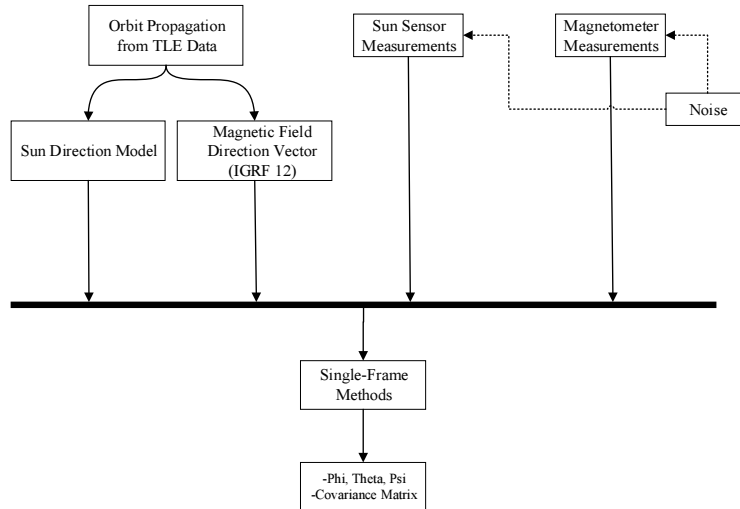 Orbit Propagation
from TLE Data
Sun Sensor
Measurements
Magnetometer
Measurements
Noise
Sun Direction Model
Magnetic Field
Direction Vector
(IGRF 12)
Single-Frame
Methods
-Phi, Theta, Psi
-Covariance Matrix